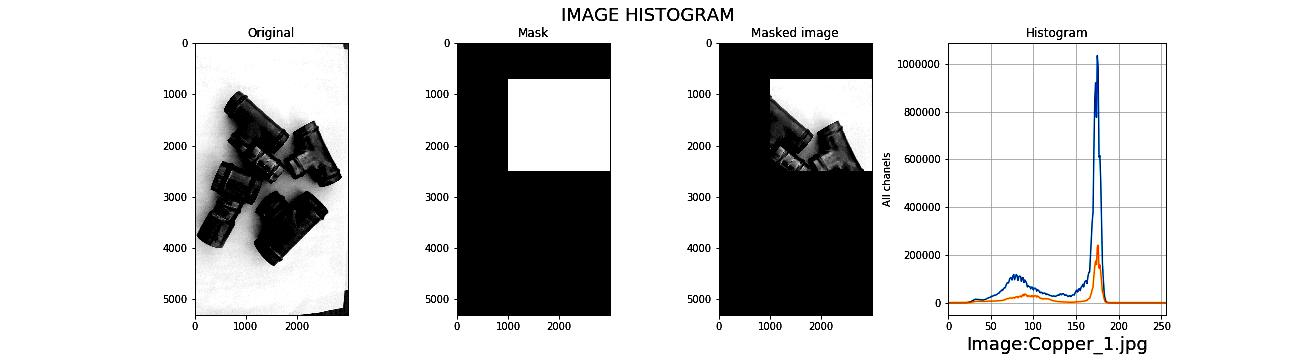 IMAGE HISTOGRAM
Original
Mask
Masked image
Histogram
0
1000
2000
3000
4000
5000
0 1000 2000
0
1000
2000
3000
4000
5000
0 1000 2000
0
1000
2000
3000
4000
5000
0 1000 2000
All chanels
1000000
800000
600000
400000
200000
0
0 50 100 150 200 250
Image:Copper_1.jpg